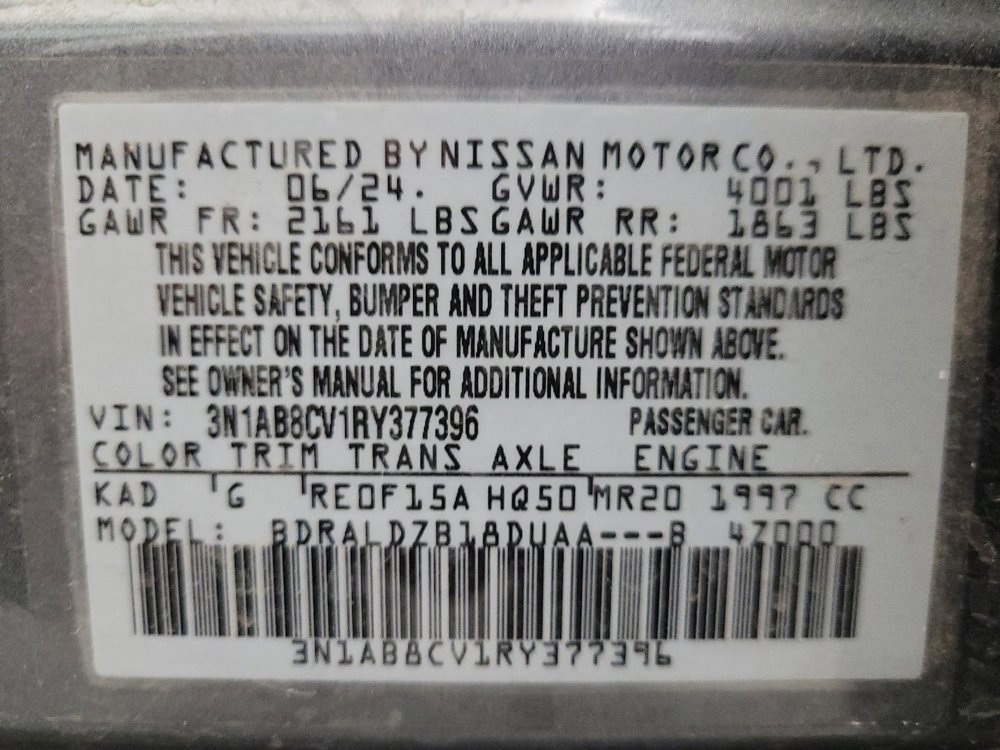 MANUFACTURED BY NISSAN MOTOR CO., LTD.
DATE: 06/24. GVWR: 4001 LBS
GAWR FR: 2161 LBS GAWR RR: 1863 LBS
THIS VEHICLE CONFORMS TO ALL APPLICABLE FEDERAL MOTOR
VEHICLE SAFETY, BUMPER AND THEFT PREVENTION STANDARDS
IN EFFECT ON THE DATE OF MANUFACTURE SHOWN ABOVE.
SEE OWNER'S MANUAL FOR ADDITIONAL INFORMATION.
VIN: 3N1AB8CV1RY377396 PASSENGER CAR.
COLOR TRIM TRANS AXLE ENGINE
KAD G RE0F15A HQ50 MR20 1997 CC
MODEL: BDRALDZB18DUAA---B 4Z000
3N1AB8CV1RY377396